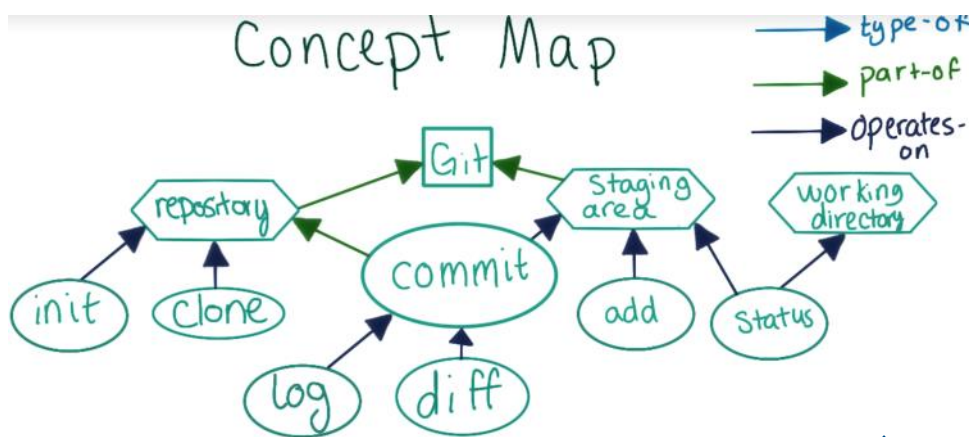 Concept Map
type-of
part-of
operates-
on
Git
repository
Staging
area
working
directory
commit
init
clone
add
Status
log
diff